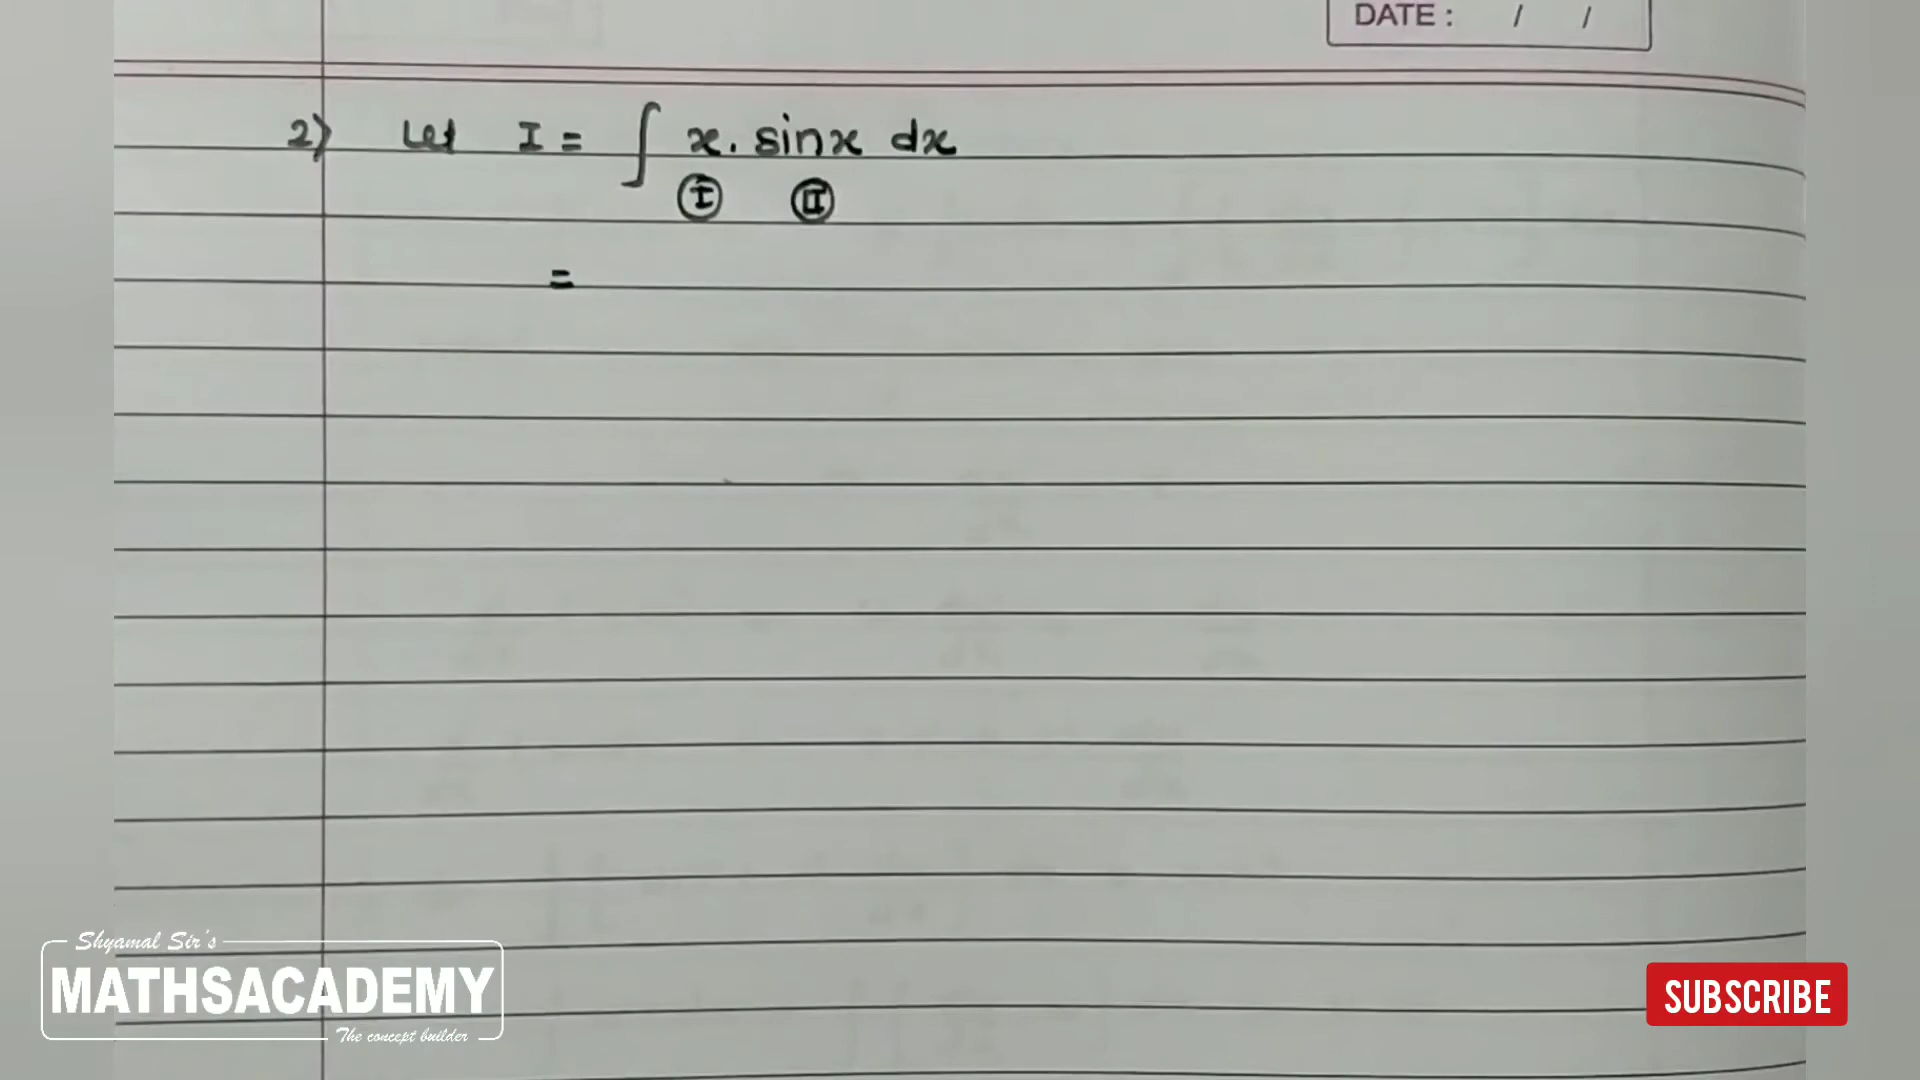 DATE : / /
2) Let I = ∫ x. sinx dx
Ⓘ Ⓘⓘ
=
Shyamal Sir's
MATHSACADEMY
The concept builder
SUBSCRIBE